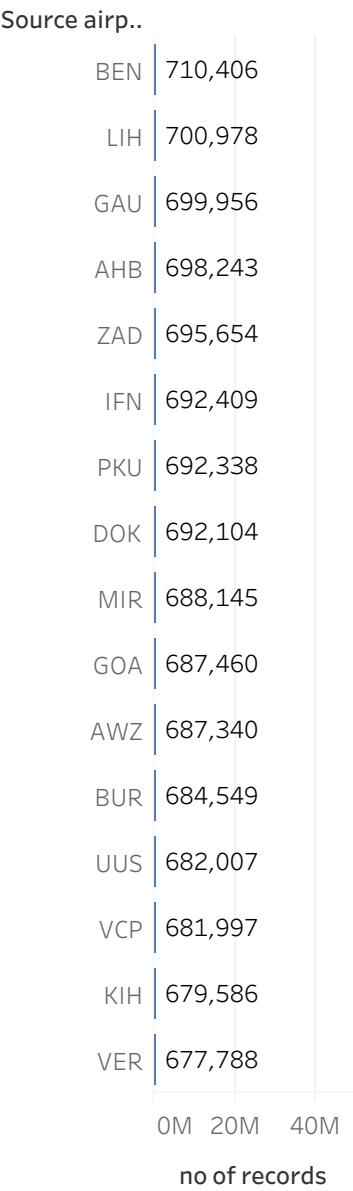 Source airp..
BEN 710,406
LIH 700,978
GAU 699,956
AHB 698,243
ZAD 695,654
IFN 692,409
PKU 692,338
DOK 692,104
MIR 688,145
GOA 687,460
AWZ 687,340
BUR 684,549
UUS 682,007
VCP 681,997
KIH 679,586
VER 677,788
0M 20M 40M
no of records